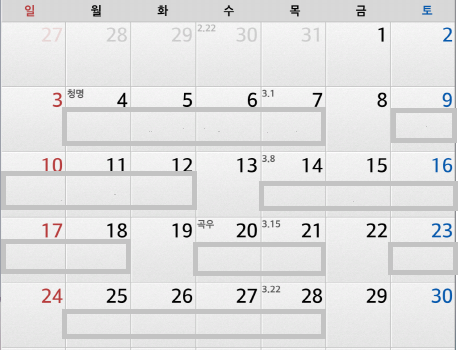 일 월 화 수 목 금 토
27 28 29 2.22 30 31 1 2
3 청명 4 5 6 3.1 7 8 9
10 11 12 13 3.8 14 15 16
17 18 19 곡우 20 3.15 21 22 23
24 25 26 27 3.22 28 29 30